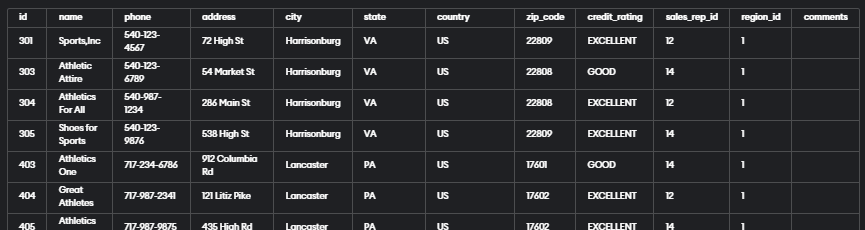 id name phone address city state country zip_code credit_rating sales_rep_id region_id comments
301 Sports,Inc 540-123-4567 72 High St Harrisonburg VA US 22809 EXCELLENT 12 1
303 Athletic Attire 540-123-6789 54 Market St Harrisonburg VA US 22808 GOOD 14 1
304 Athletics For All 540-987-1234 286 Main St Harrisonburg VA US 22808 EXCELLENT 12 1
305 Shoes for Sports 540-123-9876 538 High St Harrisonburg VA US 22809 EXCELLENT 14 1
403 Athletics One 717-234-6786 912 Columbia Rd Lancaster PA US 17601 GOOD 14 1
404 Great Athletes 717-987-2341 121 Litiz Pike Lancaster PA US 17602 EXCELLENT 12 1
405 Athletics 717-987-9875 435 High Rd Lancaster PA US 17602 EXCELLENT 14 1